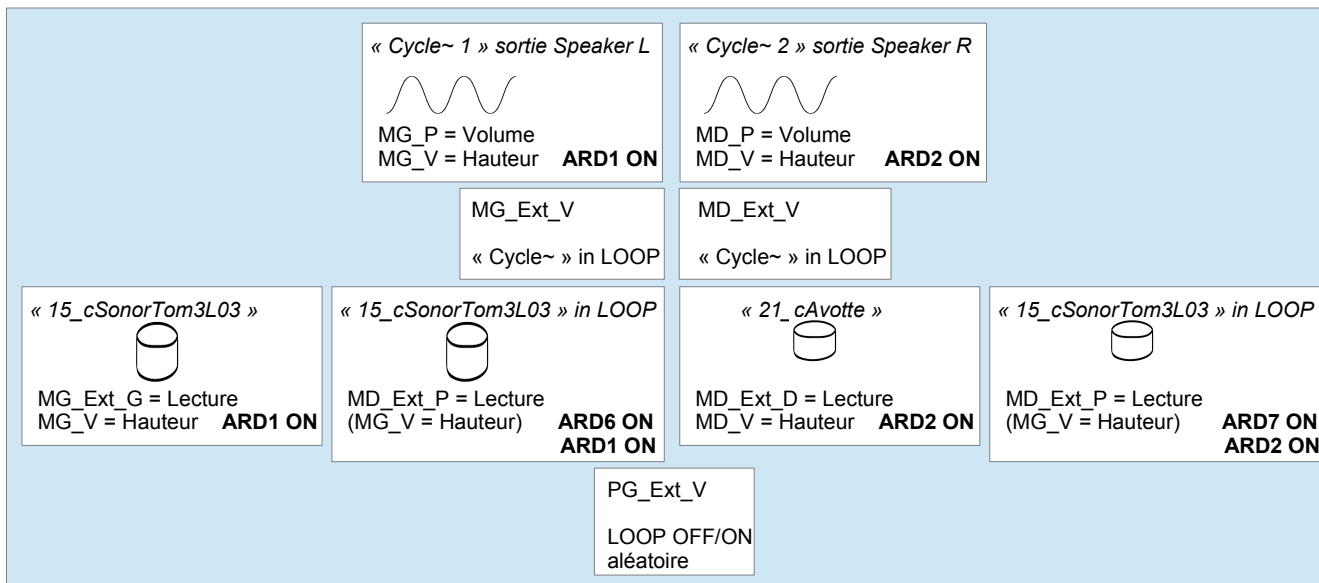 « Cycle~ 1 » sortie Speaker L
MG_P = Volume
MG_V = Hauteur ARD1 ON
« Cycle~ 2 » sortie Speaker R
MD_P = Volume
MD_V = Hauteur ARD2 ON
MG_Ext_V
« Cycle~ » in LOOP
MD_Ext_V
« Cycle~ » in LOOP
« 15_cSonorTom3L03 »
MG_Ext_G = Lecture
MG_V = Hauteur ARD1 ON
« 15_cSonorTom3L03 » in LOOP
MD_Ext_P = Lecture
(MG_V = Hauteur) ARD6 ON
ARD1 ON
« 21_cAvotte »
MD_Ext_D = Lecture
MD_V = Hauteur ARD2 ON
« 15_cSonorTom3L03 » in LOOP
MD_Ext_P = Lecture
(MG_V = Hauteur) ARD7 ON
ARD2 ON
PG_Ext_V
LOOP OFF/ON
aléatoire